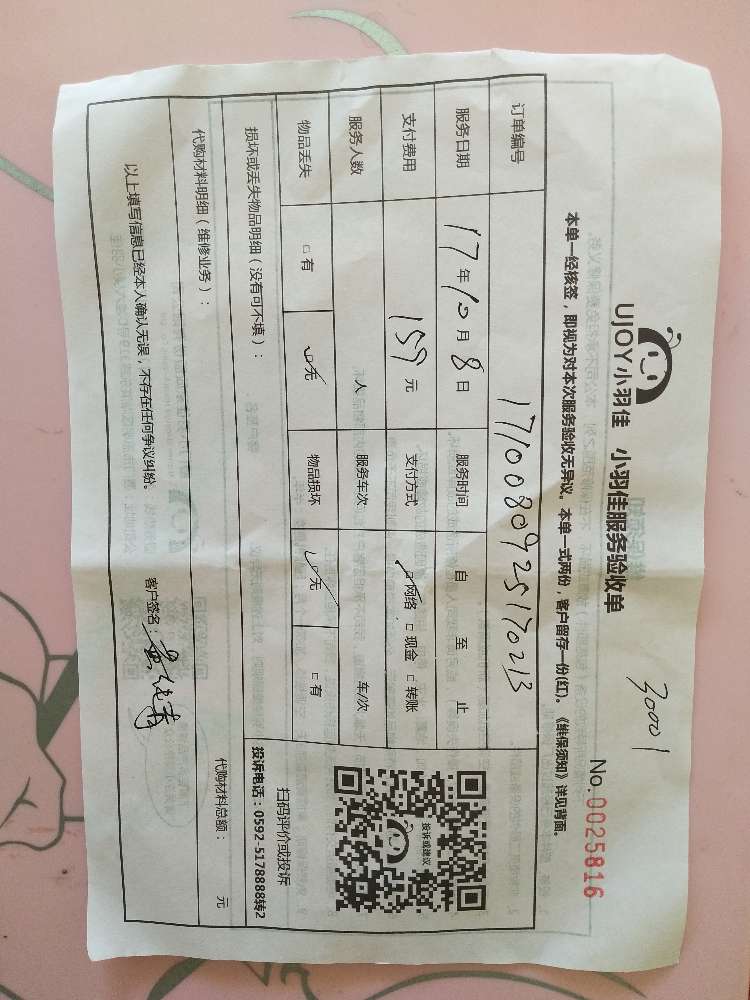 30001
UJOY小羽佳 小羽佳服务验收单
No.0025816
本单一经核签，即视为对本次服务验收无异议。本单一式两份，客户留存一份(红)。《维保须知》详见背面。
订单编号 1710080925170213
服务日期 17年10月8日 服务时间 自 至 止
支付费用 159元 支付方式 ☑网络 □现金 □转账
服务人数 人 服务车次 车/次
物品丢失 □有 ☑无 物品损坏 ☑无 □有
投诉或建议
扫码评价或投诉
投诉电话：0592-5178888转2
损坏或丢失物品明细（没有可不填）：
代购材料明细（维修业务）： 代购材料总额： 元
以上填写信息已经本人确认无误，不存在任何争议纠纷。 客户签名：